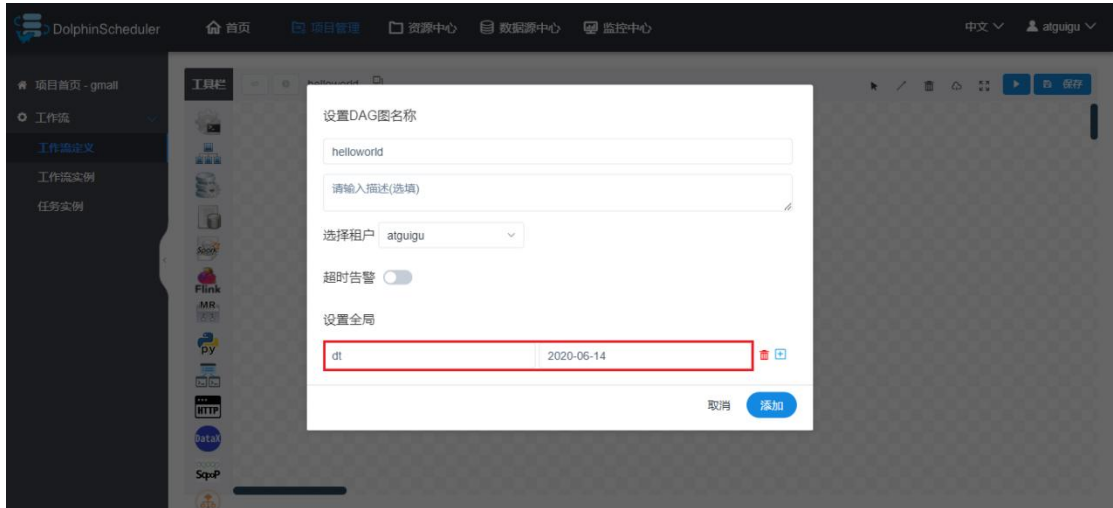 DolphinScheduler 首页 项目管理 资源中心 数据源中心 监控中心 中文 atguigu
项目首页 - gmall
工具栏 helloworld 保存
工作流
工作流定义
工作流实例
任务实例
设置DAG图名称
helloworld
请输入描述(选填)
选择租户 atguigu
超时告警
设置全局
dt 2020-06-14
取消 添加
Flink
MR
py
HTTP
DataX
Sqoop